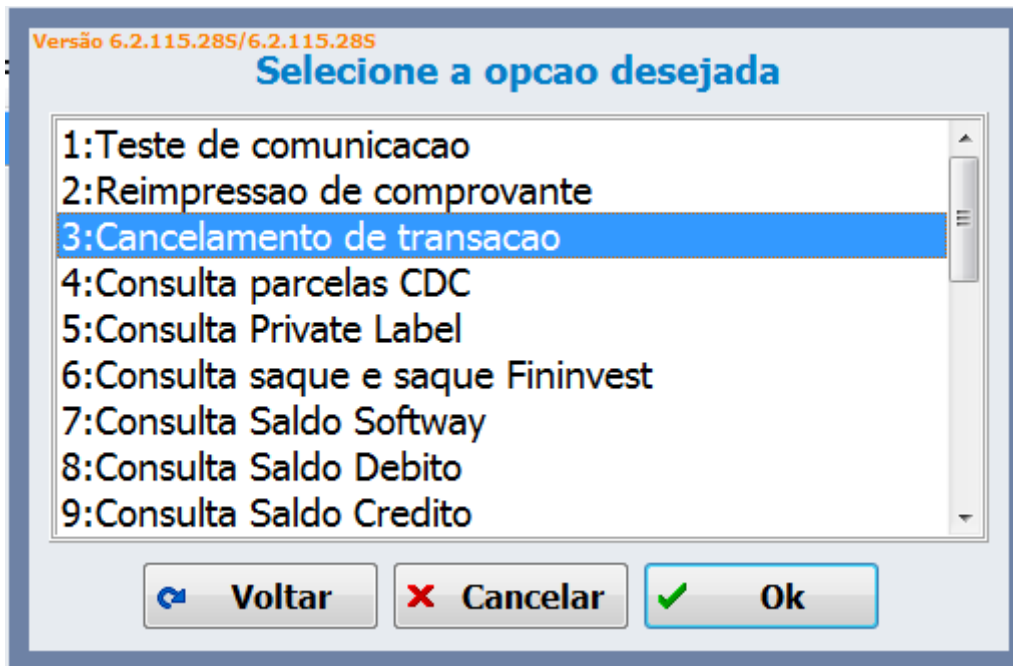 Versão 6.2.115.28S/6.2.115.28S
Selecione a opcao desejada
1:Teste de comunicacao
2:Reimpressao de comprovante
3:Cancelamento de transacao
4:Consulta parcelas CDC
5:Consulta Private Label
6:Consulta saque e saque Fininvest
7:Consulta Saldo Softway
8:Consulta Saldo Debito
9:Consulta Saldo Credito
Voltar
Cancelar
Ok